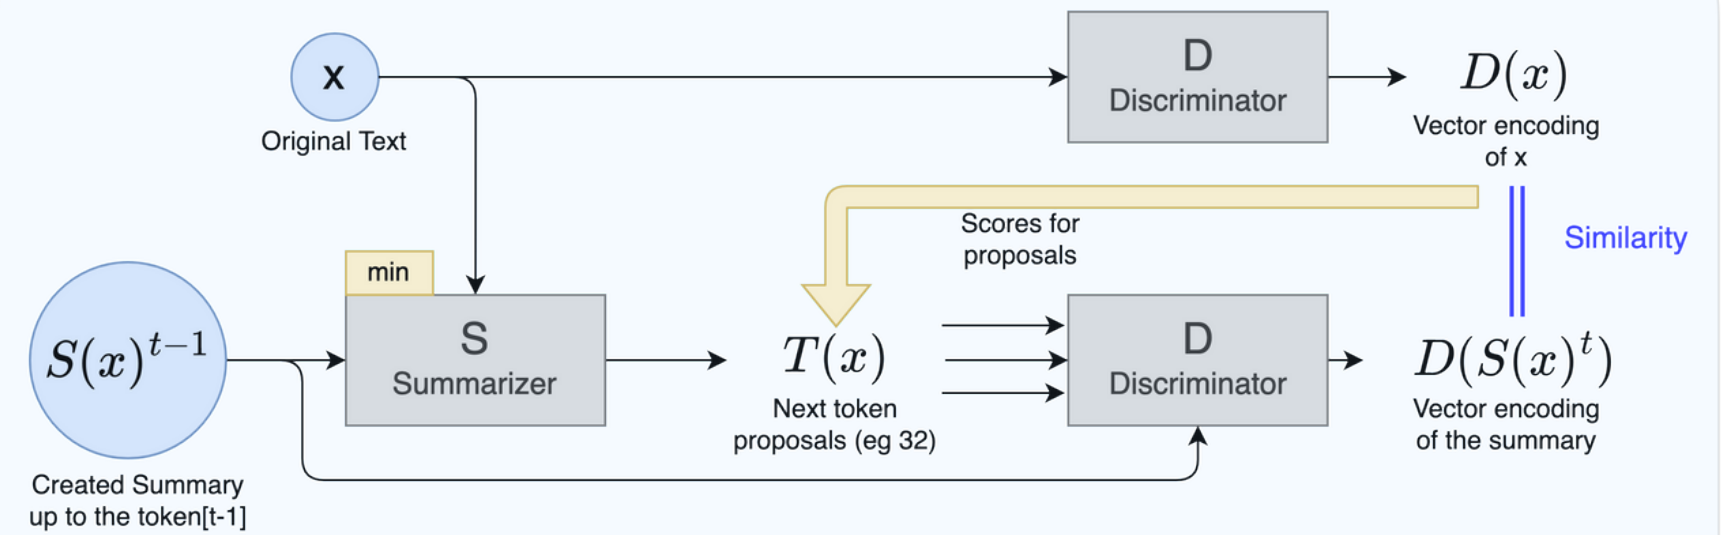 X
Original Text
D
Discriminator
D(x)
Vector encoding
of x
Scores for
proposals
Similarity
min
S(x)^{t-1}
Created Summary
up to the token[t-1]
S
Summarizer
T(x)
Next token
proposals (eg 32)
D
Discriminator
D(S(x)^t)
Vector encoding
of the summary